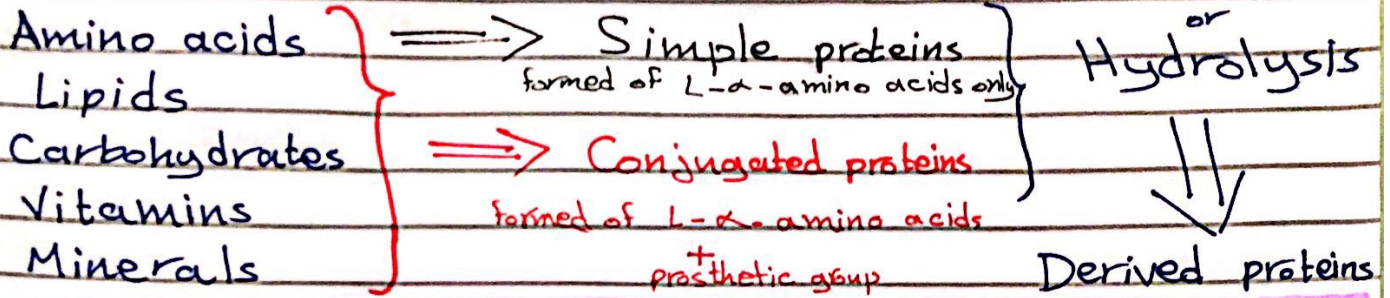 Amino acids ⟹ Simple proteins or
formed of L-α-amino acids only Hydrolysis
Lipids
Carbohydrates ⟹ Conjugated proteins
Vitamins formed of L-α-amino acids
+
Minerals prosthetic group Derived proteins